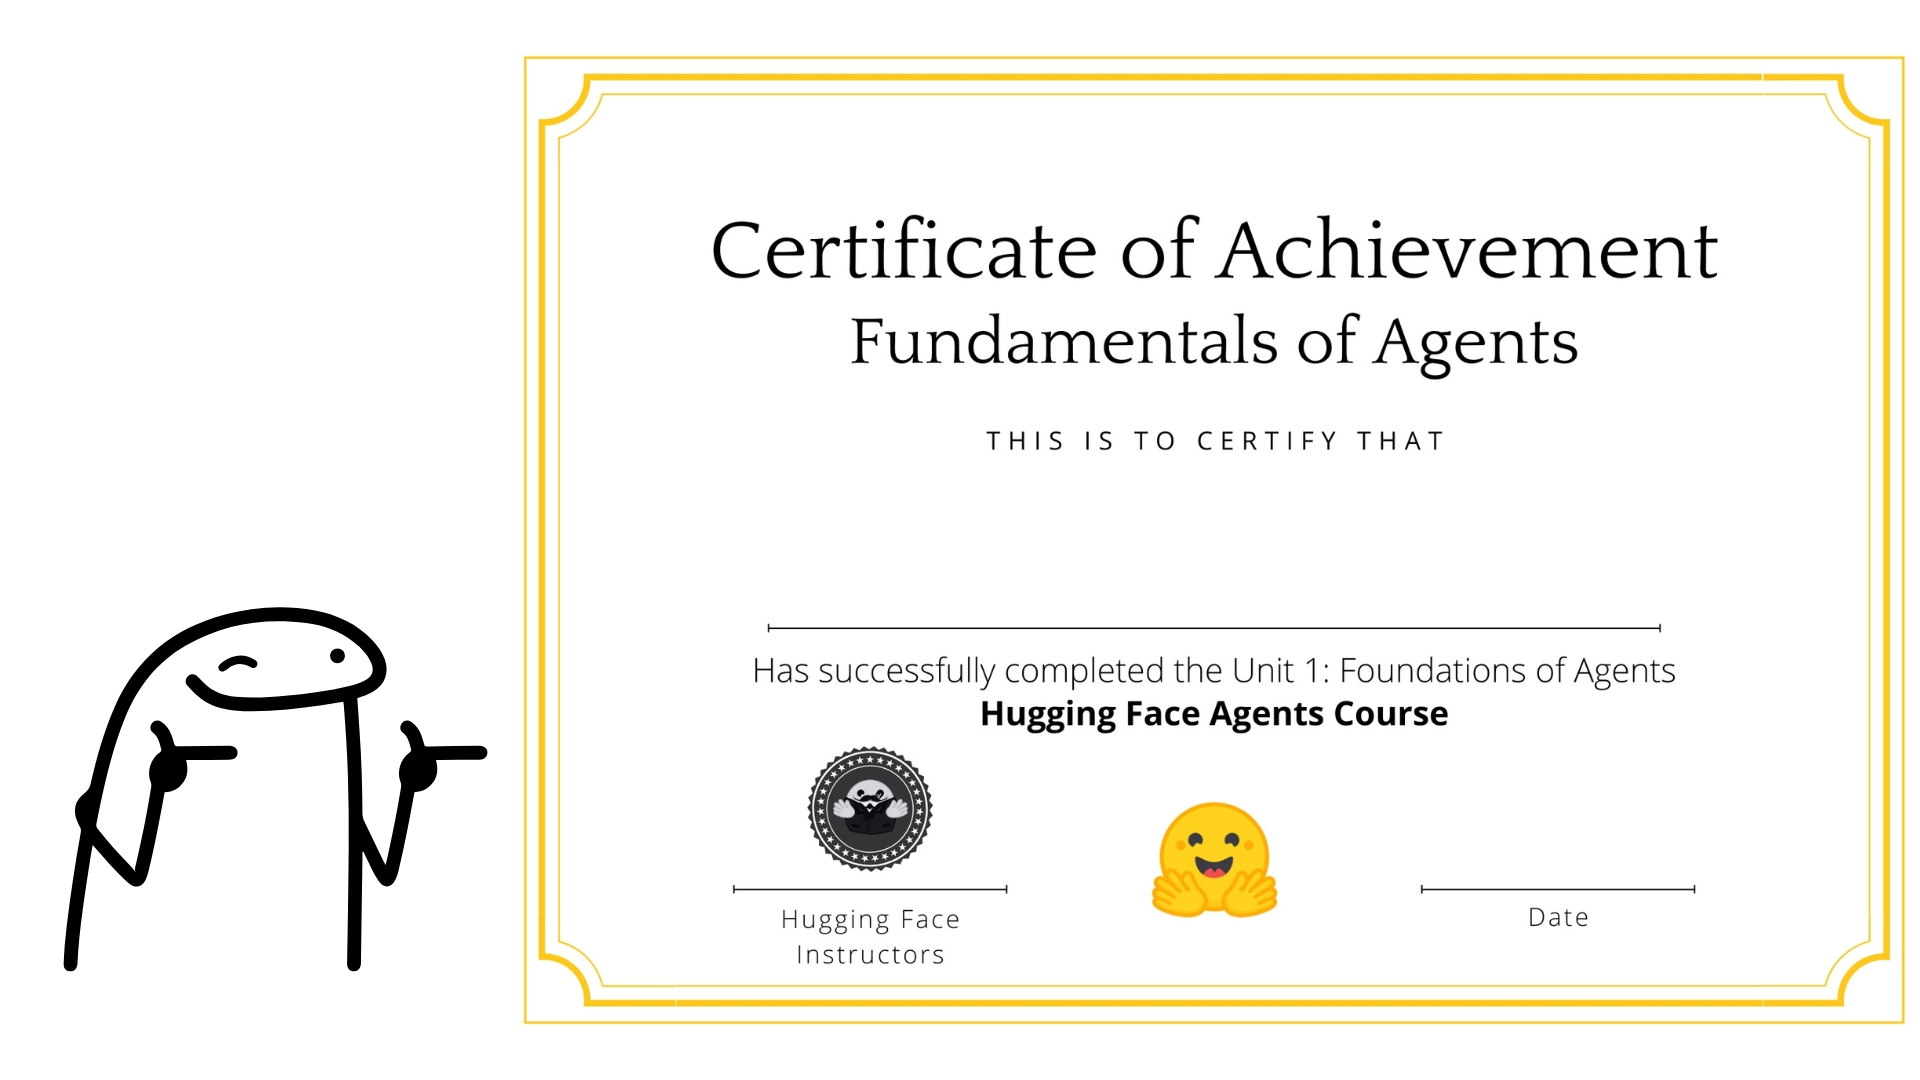 Certificate of Achievement
Fundamentals of Agents
THIS IS TO CERTIFY THAT
Has successfully completed the Unit 1: Foundations of Agents
Hugging Face Agents Course
Hugging Face
Instructors
Date